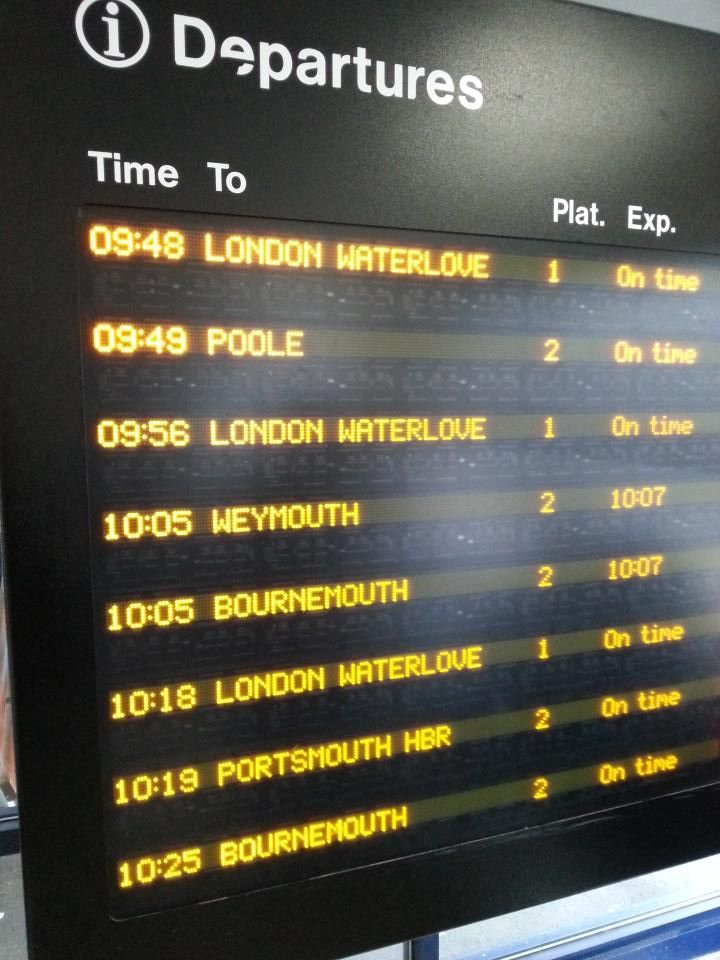 i Departures
Time To Plat. Exp.
09:48 LONDON WATERLOVE 1 On time
09:49 POOLE 2 On time
09:56 LONDON WATERLOVE 1 On time
10:05 WEYMOUTH 2 10:07
10:05 BOURNEMOUTH 2 10:07
10:18 LONDON WATERLOVE 1 On time
10:19 PORTSMOUTH HBR 2 On time
10:25 BOURNEMOUTH 2 On time